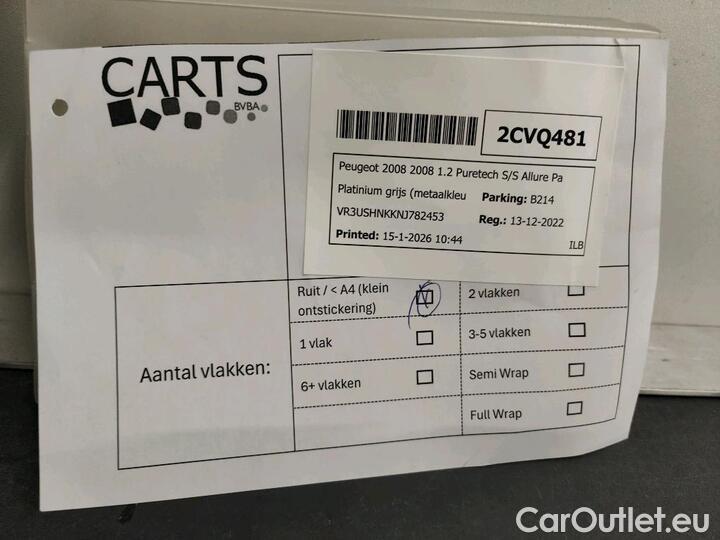 CARTS
BVBA
2CVQ481
Peugeot 2008 2008 1.2 Puretech S/S Allure Pa
Platinium grijs (metaalkleu Parking: B214
VR3USHNKKNJ782453 Reg.: 13-12-2022
Printed: 15-1-2026 10:44 ILB
Aantal vlakken:
Ruit / < A4 (klein
ontstickering)
2 vlakken
1 vlak
3-5 vlakken
6+ vlakken
Semi Wrap
Full Wrap
CarOutlet.eu